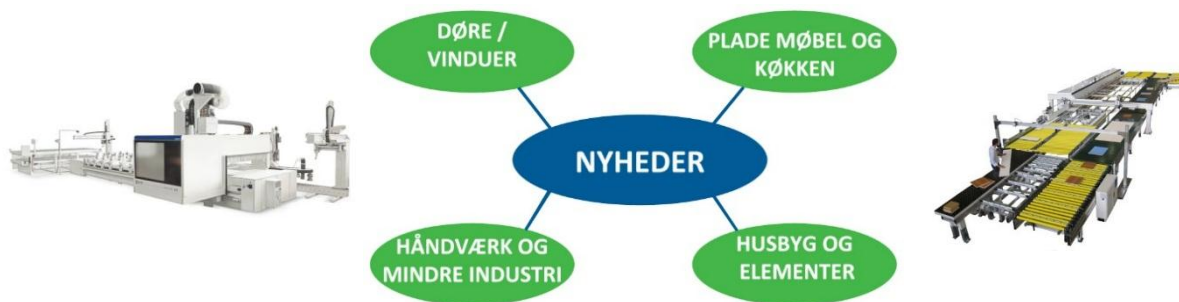 DØRE /
VINDUER
PLADE MØBEL OG
KØKKEN
NYHEDER
HÅNDVÆRK OG
MINDRE INDUSTRI
HUSBYG OG
ELEMENTER